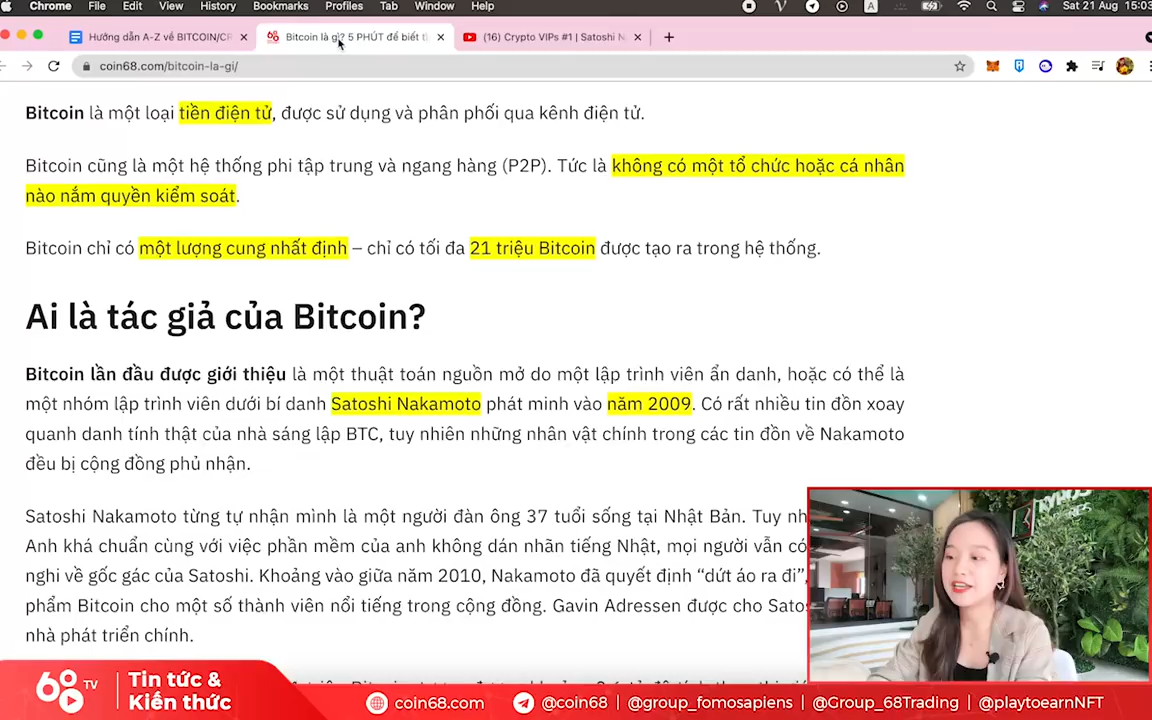 Chrome File Edit View History Bookmarks Profiles Tab Window Help Sat 21 Aug 15:03
Hướng dẫn A-Z về BITCOIN/CR
Bitcoin là gì? 5 PHÚT để biết t
(16) Crypto VIPs #1 | Satoshi N
coin68.com/bitcoin-la-gi/
Bitcoin là một loại tiền điện tử, được sử dụng và phân phối qua kênh điện tử.
Bitcoin cũng là một hệ thống phi tập trung và ngang hàng (P2P). Tức là không có một tổ chức hoặc cá nhân
nào nắm quyền kiểm soát.
Bitcoin chỉ có một lượng cung nhất định – chỉ có tối đa 21 triệu Bitcoin được tạo ra trong hệ thống.
Ai là tác giả của Bitcoin?
Bitcoin lần đầu được giới thiệu là một thuật toán nguồn mở do một lập trình viên ẩn danh, hoặc có thể là
một nhóm lập trình viên dưới bí danh Satoshi Nakamoto phát minh vào năm 2009. Có rất nhiều tin đồn xoay
quanh danh tính thật của nhà sáng lập BTC, tuy nhiên những nhân vật chính trong các tin đồn về Nakamoto
đều bị cộng đồng phủ nhận.
Satoshi Nakamoto từng tự nhận mình là một người đàn ông 37 tuổi sống tại Nhật Bản. Tuy nh
Anh khá chuẩn cùng với việc phần mềm của anh không dán nhãn tiếng Nhật, mọi người vẫn có
nghi về gốc gác của Satoshi. Khoảng vào giữa năm 2010, Nakamoto đã quyết định “dứt áo ra đi”,
phẩm Bitcoin cho một số thành viên nổi tiếng trong cộng đồng. Gavin Adressen được cho Satos
nhà phát triển chính.
68 TV
Tin tức &
Kiến thức
coin68.com @coin68 | @group_fomosapiens | @Group_68Trading | @playtoearnNFT